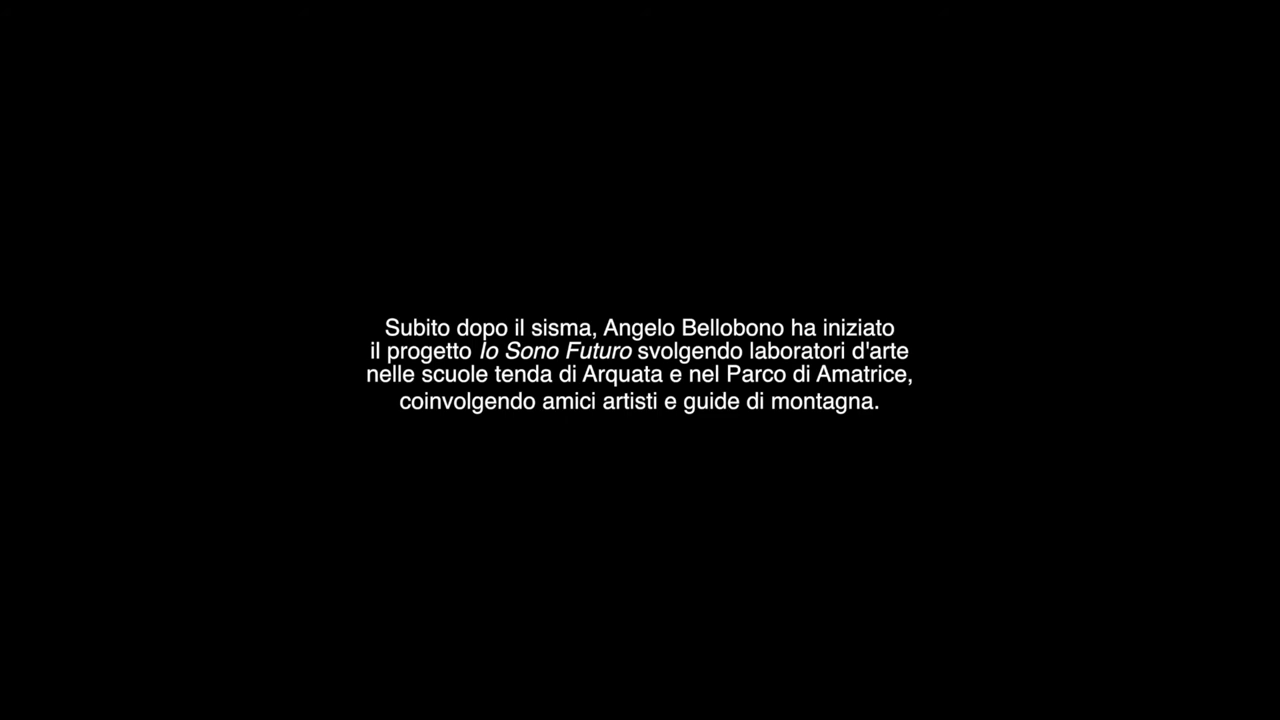 Subito dopo il sisma, Angelo Bellobono ha iniziato
il progetto Io Sono Futuro svolgendo laboratori d'arte
nelle scuole tenda di Arquata e nel Parco di Amatrice,
coinvolgendo amici artisti e guide di montagna.